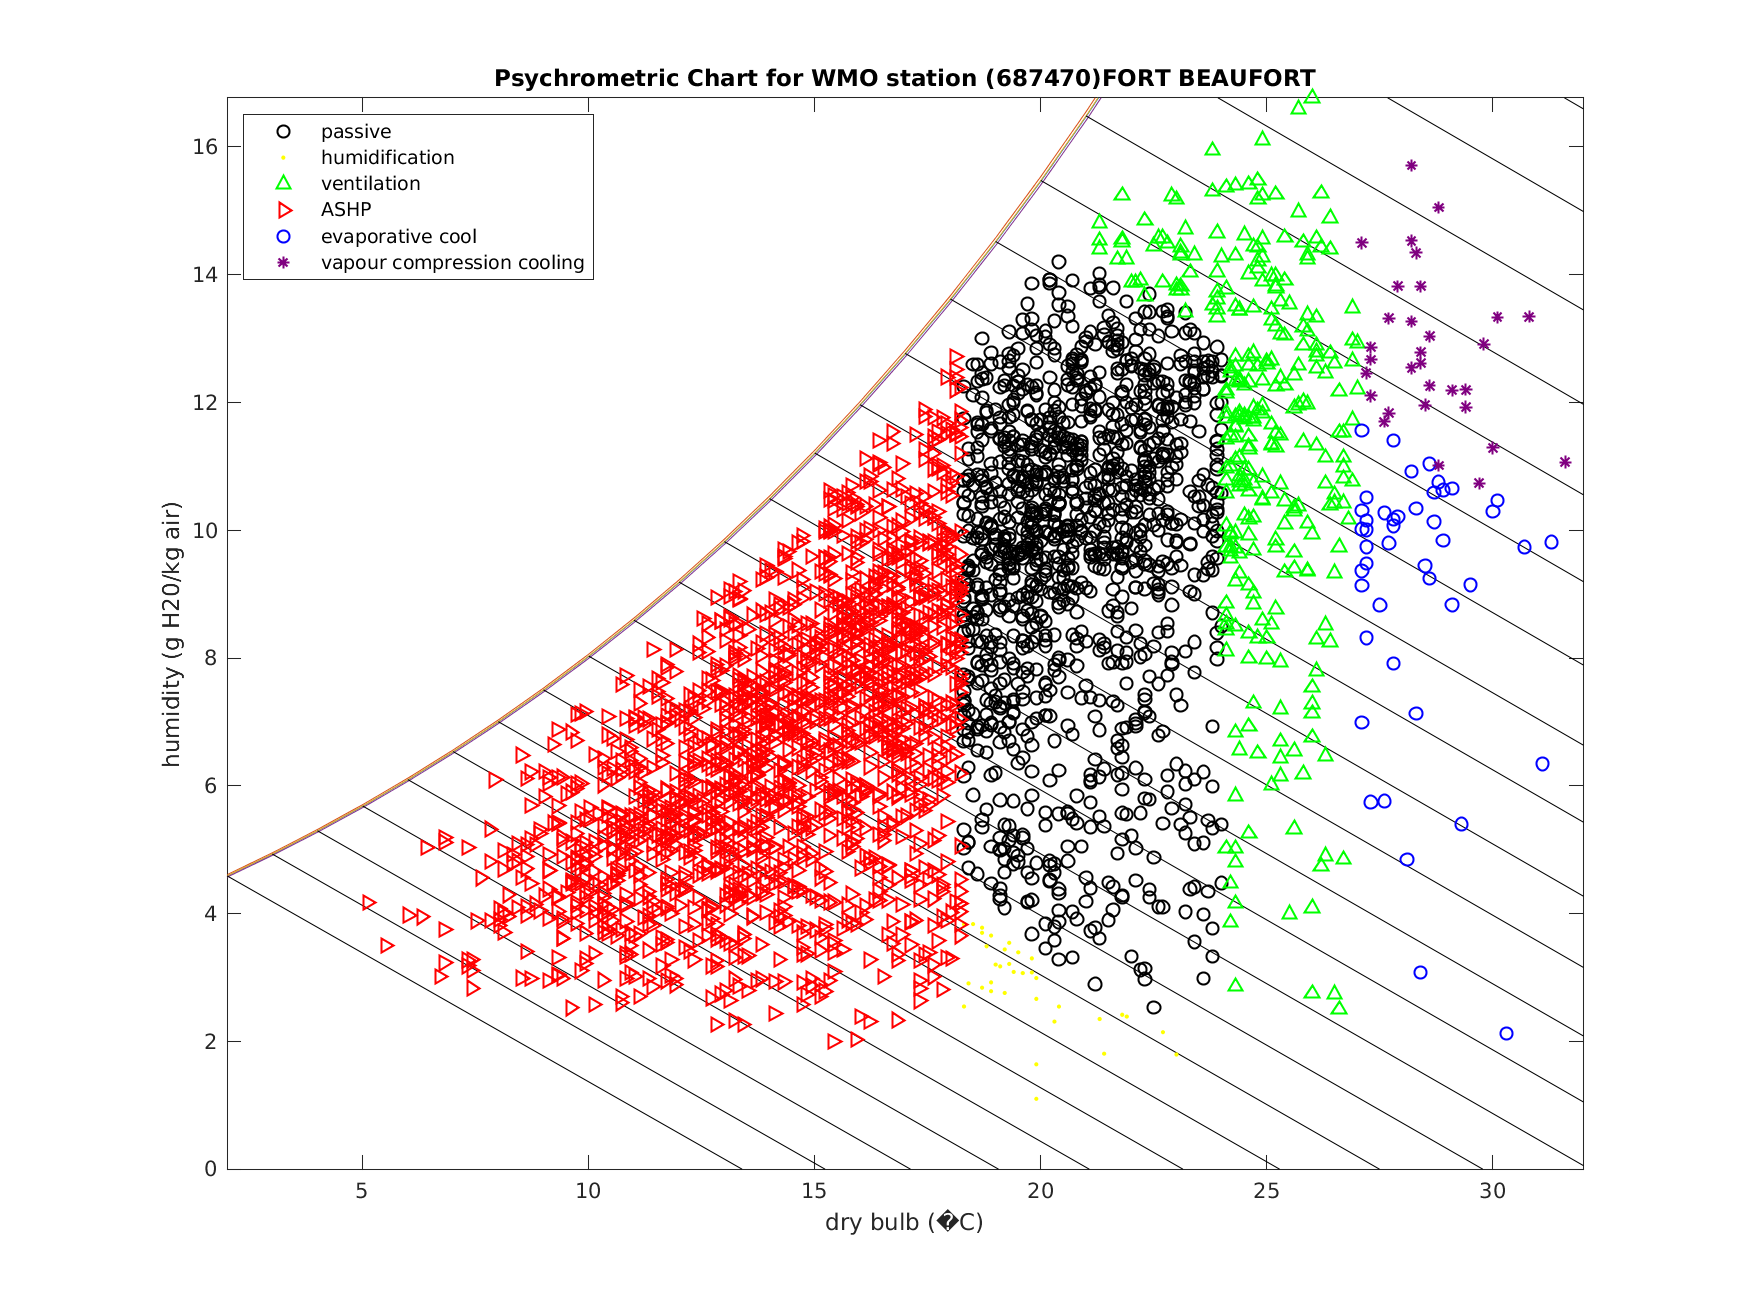 Psychrometric Chart for WMO station (687470)FORT BEAUFORT
passive
humidification
ventilation
ASHP
evaporative cool
vapour compression cooling
humidity (g H20/kg air)
16
14
12
10
8
6
4
2
0
5 10 15 20 25 30
dry bulb (�C)